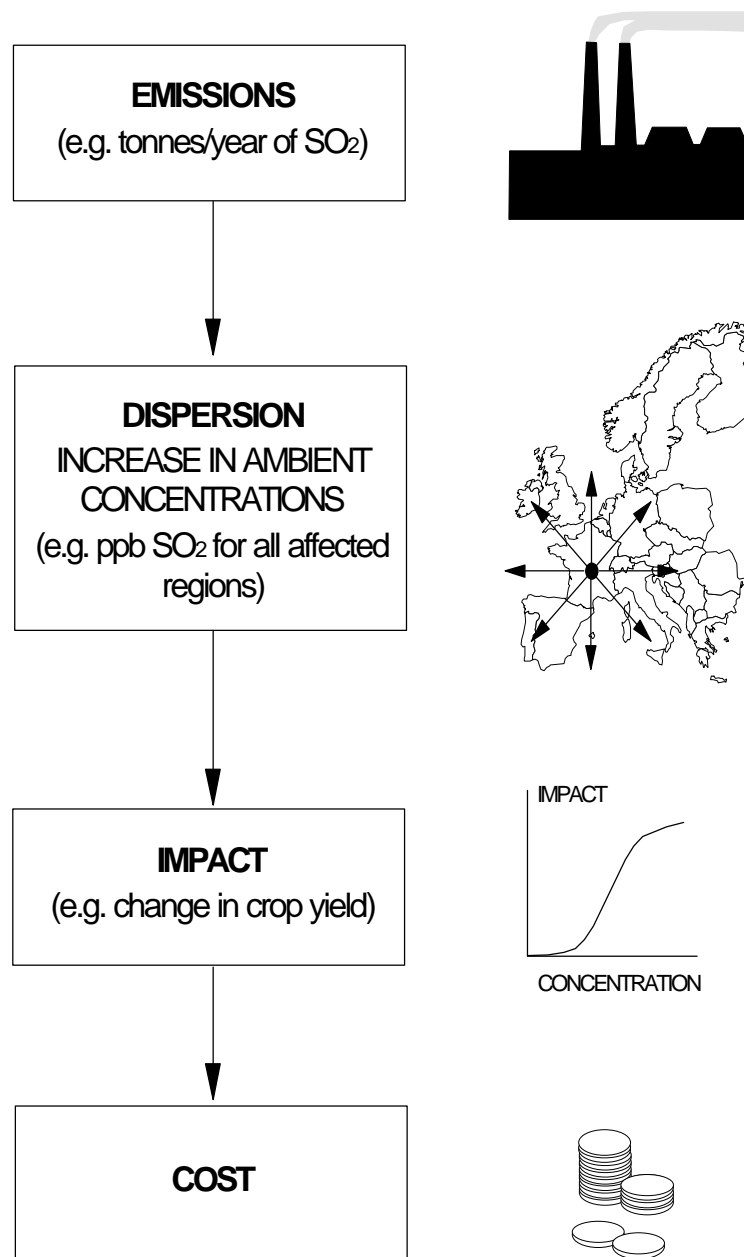 EMISSIONS
(e.g. tonnes/year of SO₂)
DISPERSION
INCREASE IN AMBIENT
CONCENTRATIONS
(e.g. ppb SO₂ for all affected
regions)
IMPACT
(e.g. change in crop yield)
IMPACT
CONCENTRATION
COST